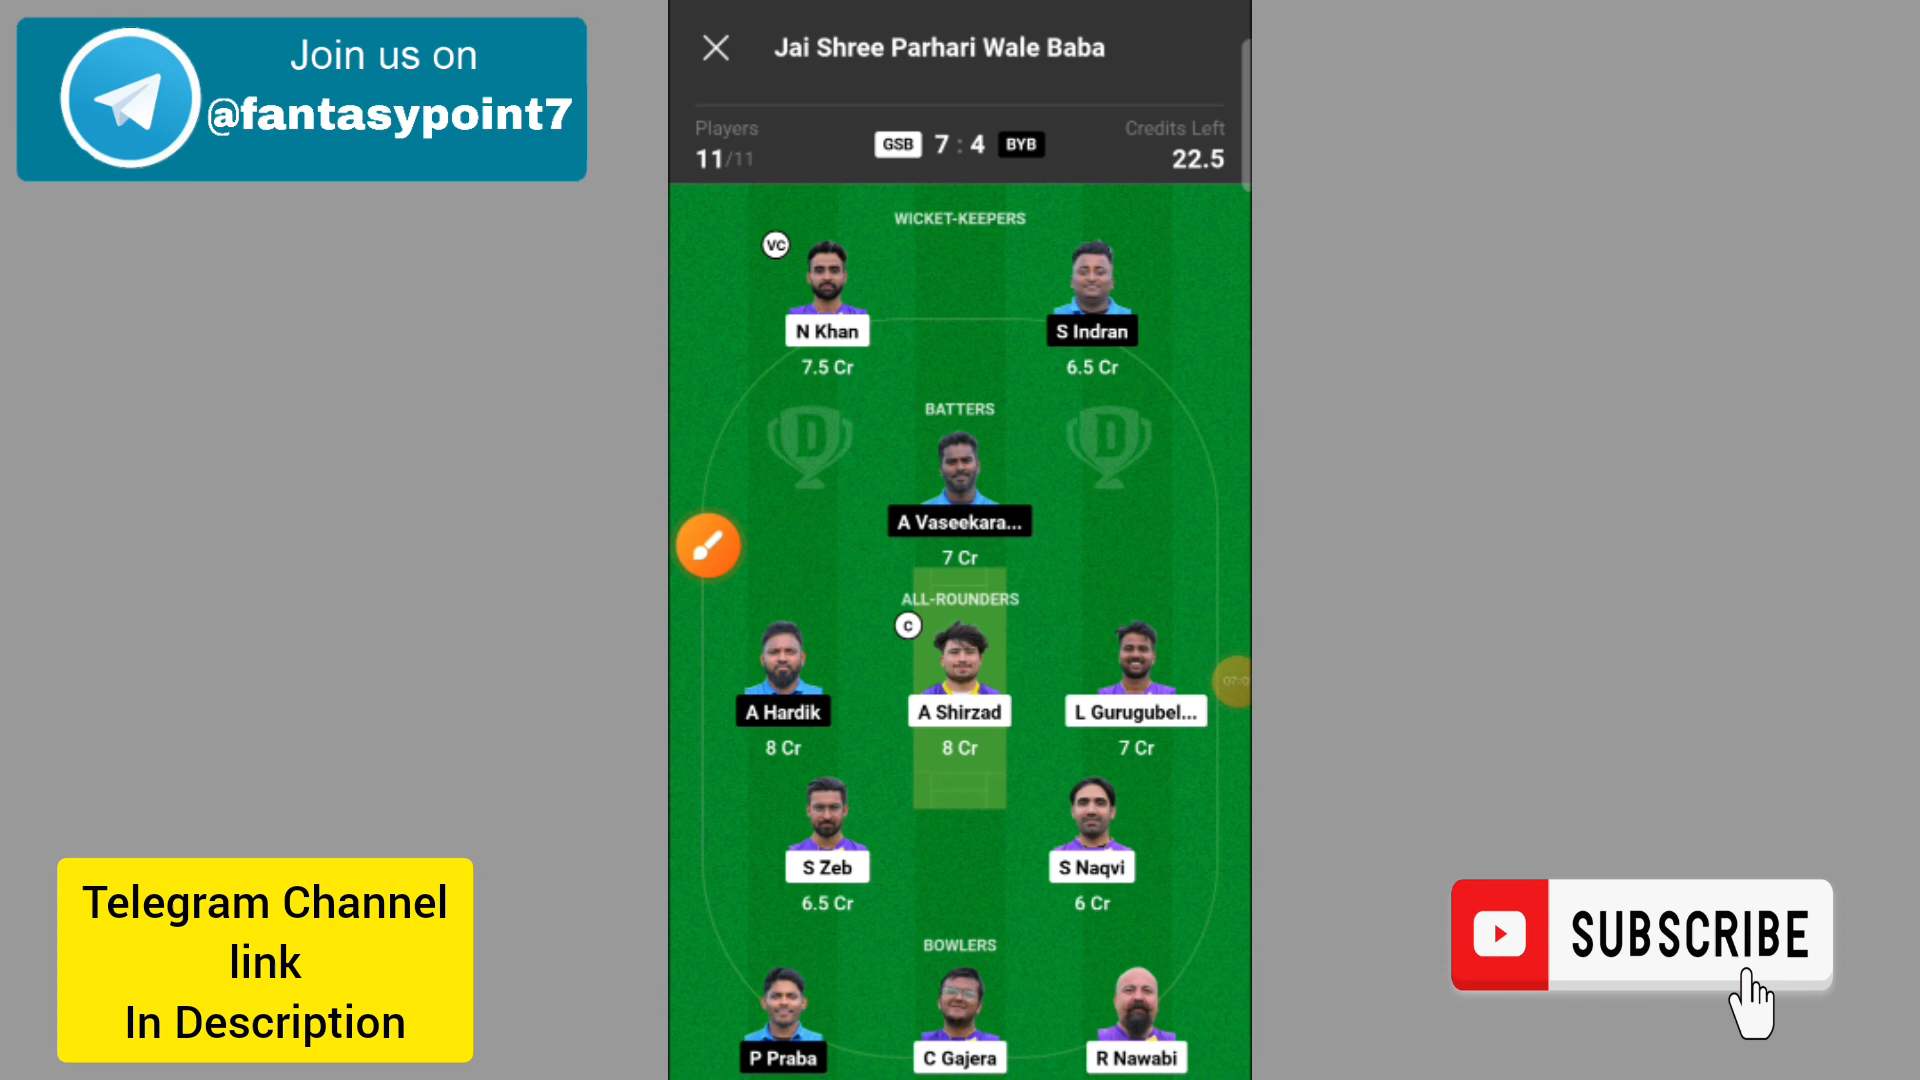 Join us on
@fantasypoint7
Jai Shree Parhari Wale Baba
Players
11/11
GSB 7 : 4 BYB
Credits Left
22.5
WICKET-KEEPERS
VC
N Khan
7.5 Cr
S Indran
6.5 Cr
BATTERS
D
D
A Vaseekara...
7 Cr
ALL-ROUNDERS
C
A Hardik
8 Cr
A Shirzad
8 Cr
L Gurugubel...
7 Cr
S Zeb
6.5 Cr
S Naqvi
6 Cr
BOWLERS
P Praba
C Gajera
R Nawabi
Telegram Channel
link
In Description
SUBSCRIBE